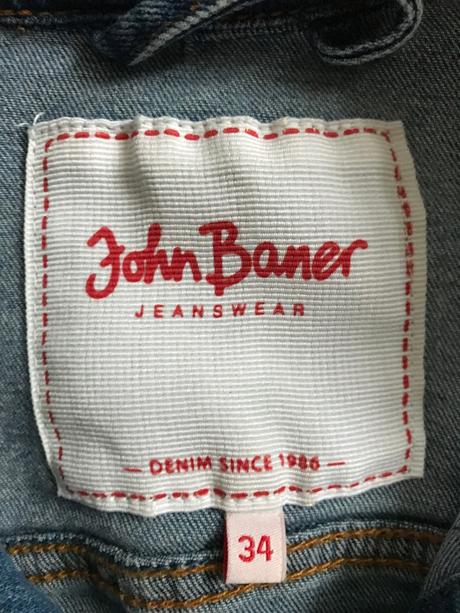 John Baner
JEANSWEAR
— DENIM SINCE 1986 —
34